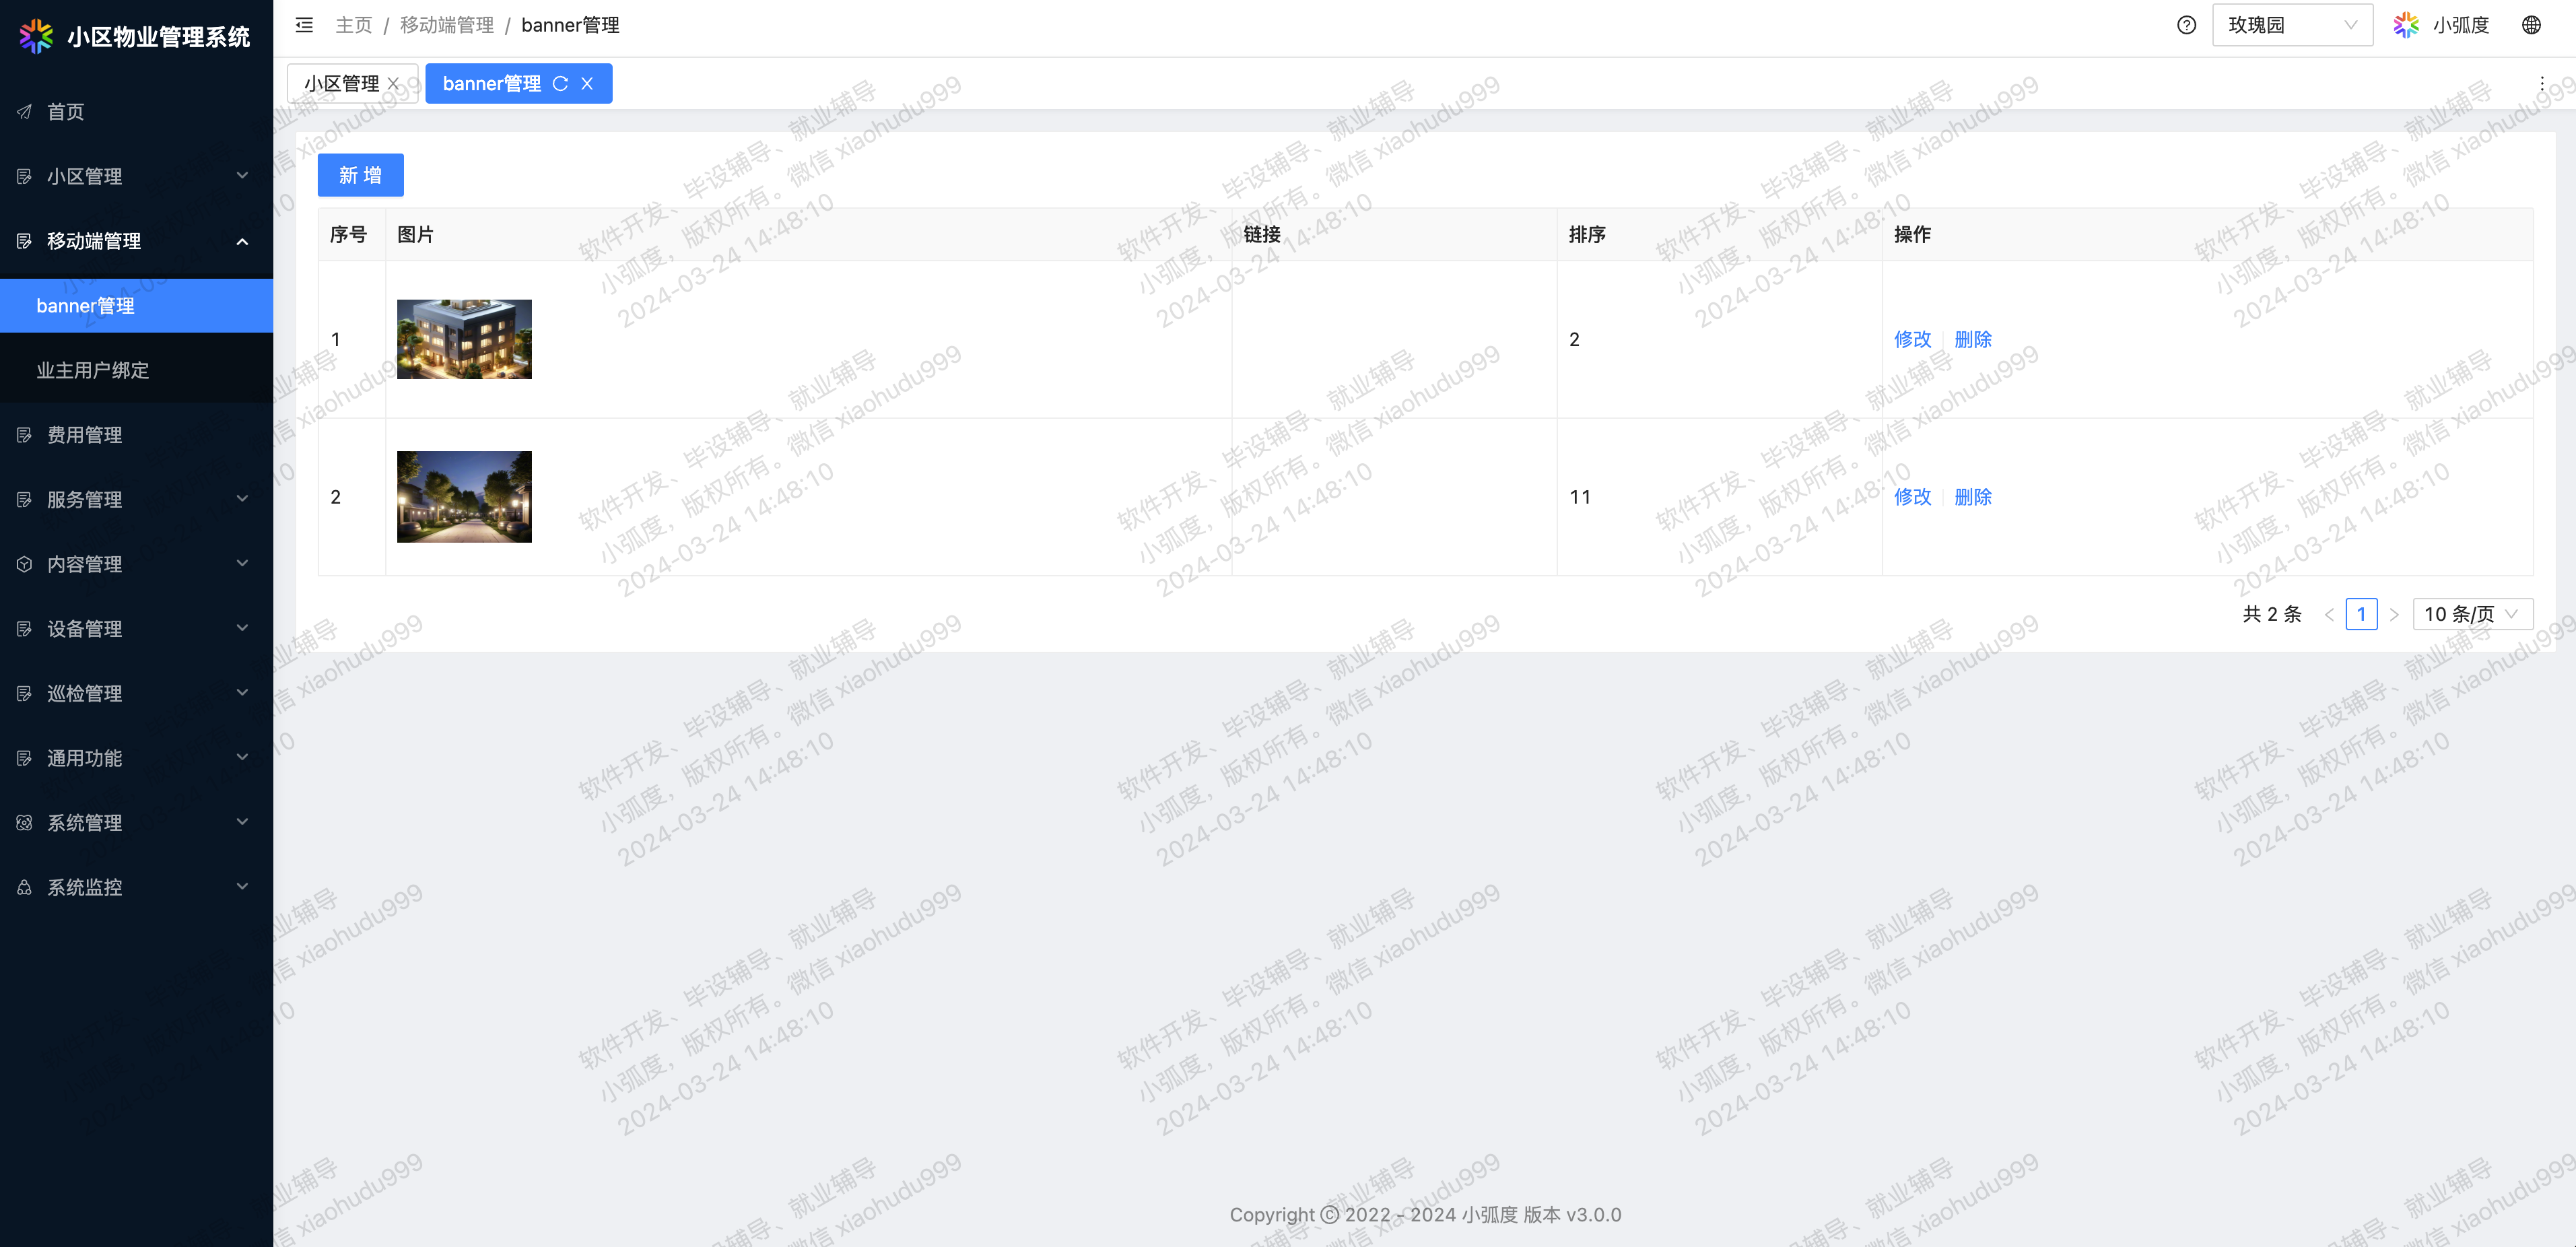 小区物业管理系统
首页
小区管理
移动端管理
banner管理
业主用户绑定
费用管理
服务管理
内容管理
设备管理
巡检管理
通用功能
系统管理
系统监控
主页 / 移动端管理 / banner管理
玫瑰园
小弧度
小区管理
banner管理
新 增
序号 图片 链接 排序 操作
1 2 修改 删除
2 11 修改 删除
共 2 条 1 10 条/页
Copyright © 2022 - 2024 小弧度 版本 v3.0.0
软件开发、毕设辅导、就业辅导
小弧度，版权所有。微信 xiaohudu999
2024-03-24 14:48:10